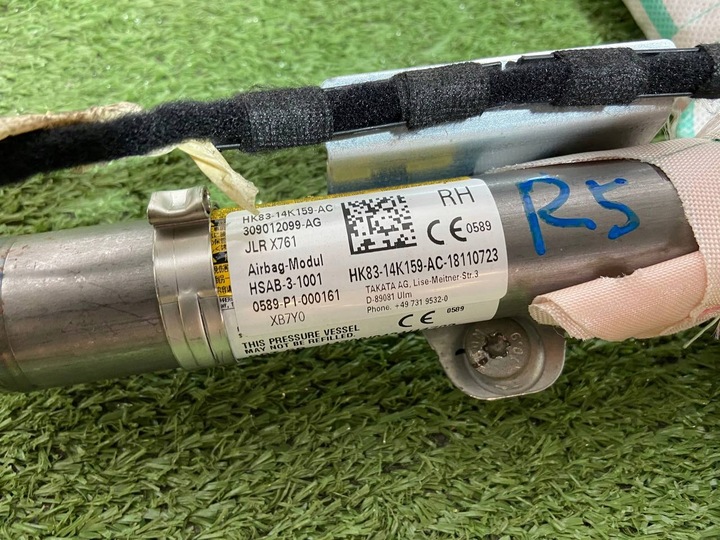 HK83-14K159-AC
309012099-AG
JLR X761
RH
CE 0589
Airbag-Modul
HSAB-3-1001
0589-P1-000161
XB7Y0
HK83-14K159-AC-18110723
TAKATA AG, Lise-Meitner-Str.3
D-89081 Ulm
Phone. +49 731 9532-0
CE 0589
THIS PRESSURE VESSEL
MAY NOT BE REFILLED.
R5